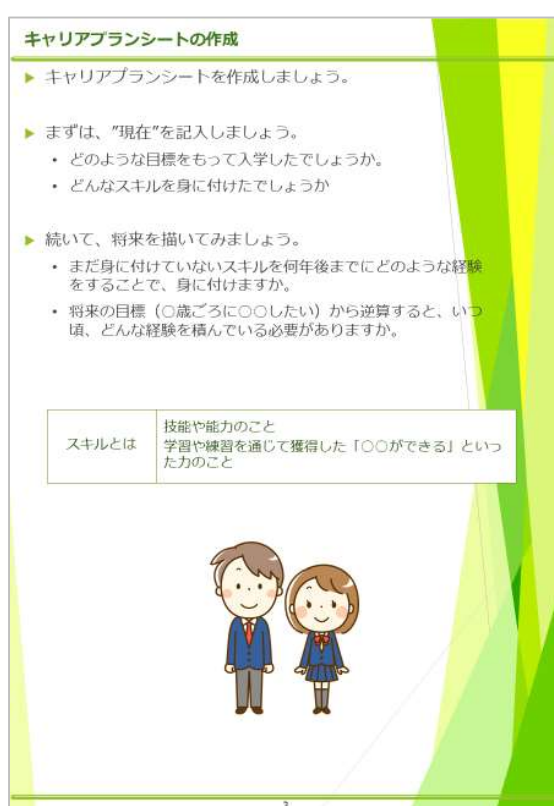 キャリアプランシートの作成
キャリアプランシートを作成しましょう。
まずは、”現在”を記入しましょう。
・どのような目標をもって入学したでしょうか。
・どんなスキルを身に付けたでしょうか
続いて、将来を描いてみましょう。
・まだ身に付けていないスキルを何年後までにどのような経験
をすることで、身に付けますか。
・将来の目標（○歳ごろに○○したい）から逆算すると、いつ
頃、どんな経験を積んでいる必要がありますか。
スキルとは
技能や能力のこと
学習や練習を通じて獲得した「○○ができる」といっ
た力のこと